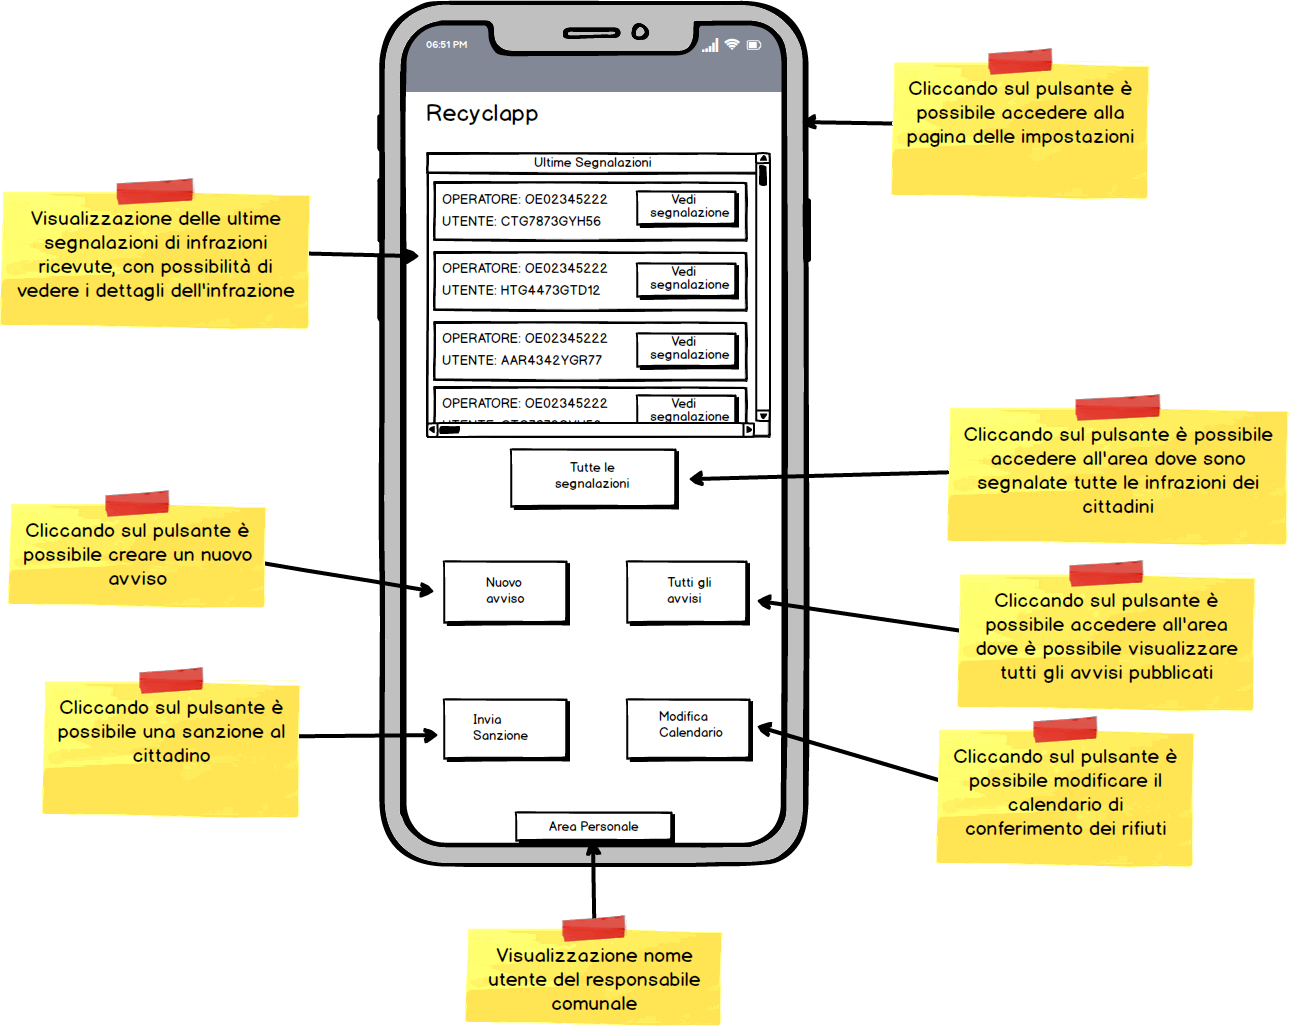 06:51 PM
Recyclapp
Ultime Segnalazioni
OPERATORE: OE02345222
UTENTE: CTG7873GYH56
Vedi
segnalazione
OPERATORE: OE02345222
UTENTE: HTG4473GTD12
Vedi
segnalazione
OPERATORE: OE02345222
UTENTE: AAR4342YGR77
Vedi
segnalazione
OPERATORE: OE02345222
Vedi
segnalazione
Tutte le
segnalazioni
Nuovo
avviso
Tutti gli
avvisi
Invia
Sanzione
Modifica
Calendario
Area Personale
Cliccando sul pulsante è
possibile accedere alla
pagina delle impostazioni
Visualizzazione delle ultime
segnalazioni di infrazioni
ricevute, con possibilità di
vedere i dettagli dell'infrazione
Cliccando sul pulsante è possibile
accedere all'area dove sono
segnalate tutte le infrazioni dei
cittadini
Cliccando sul pulsante è
possibile creare un nuovo
avviso
Cliccando sul pulsante è
possibile accedere all'area
dove è possibile visualizzare
tutti gli avvisi pubblicati
Cliccando sul pulsante è
possibile una sanzione al
cittadino
Cliccando sul pulsante è
possibile modificare il
calendario di
conferimento dei rifiuti
Visualizzazione nome
utente del responsabile
comunale